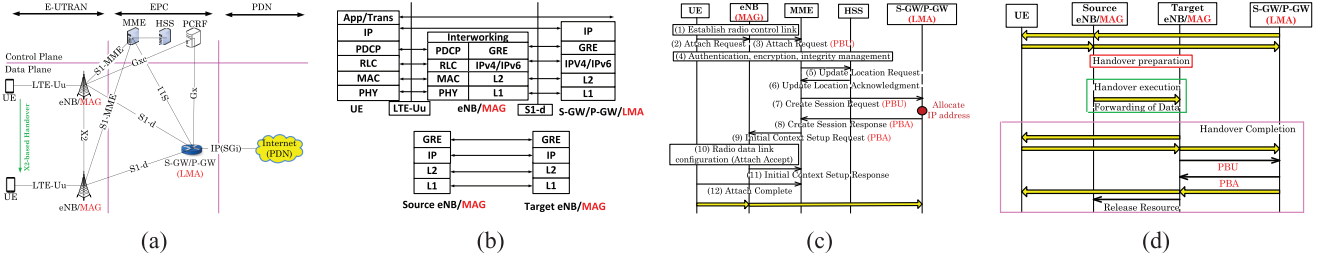 E-UTRAN
EPC
PDN
MME
HSS
PCRF
Control Plane
Data Plane
S1-MME
Gxc
UE
LTE-Uu
eNB/MAG
S1-MME
S11
Gx
X2-based Handover
X2
S1-d
IP(SGi)
Internet
(PDN)
S-GW/P-GW
(LMA)
S1-d
UE
LTE-Uu
eNB/MAG
(a)
App/Trans
IP
PDCP
RLC
MAC
PHY
Interworking
PDCP
GRE
RLC
IPv4/IPv6
MAC
L2
PHY
L1
IP
GRE
IPV4/IPv6
L2
L1
UE
LTE-Uu
eNB/MAG
S1-d
S-GW/P-GW/LMA
GRE
IP
L2
L1
GRE
IP
L2
L1
Source eNB/MAG
Target eNB/MAG
(b)
UE
eNB
(MAG)
MME
HSS
S-GW/P-GW
(LMA)
(1) Establish radio control link
(2) Attach Request
(3) Attach Request (PBU)
(4) Authentication, encryption, integrity management
(5) Update Location Request
(6) Update Location Acknowledgment
(7) Create Session Request (PBU)
Allocate
IP address
(8) Create Session Response (PBA)
(9) Initial Context Setup Request (PBA)
(10) Radio data link
configuration (Attach Accept)
(11) Initial Context Setup Response
(12) Attach Complete
(c)
UE
Source
eNB/MAG
Target
eNB/MAG
S-GW/P-GW
(LMA)
Handover preparation
Handover execution
Forwarding of Data
Handover Completion
PBU
PBA
Release Resource
(d)